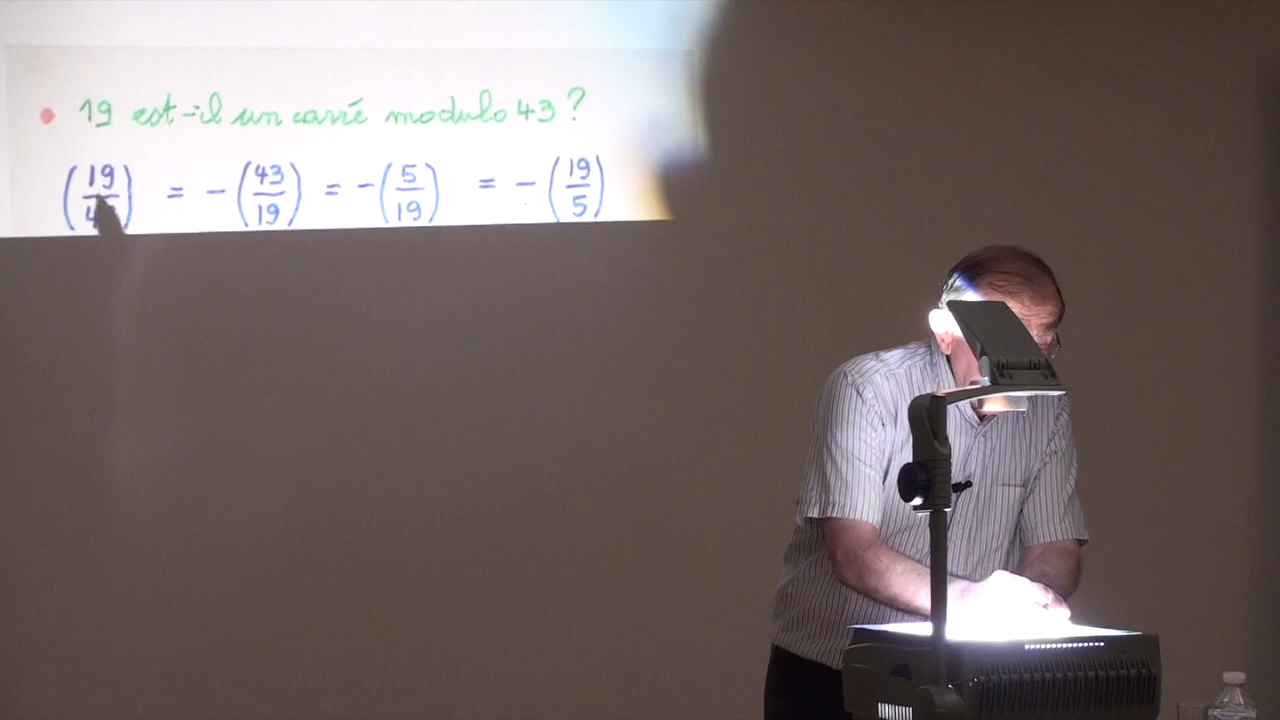 • 19 est-il un carré modulo 43 ?
(19/4) = -(43/19) = -(5/19) = -(19/5)